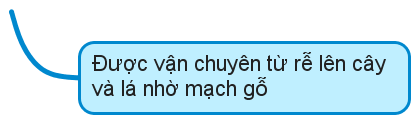 Được vận chuyên từ rễ lên cây
và lá nhờ mạch gỗ